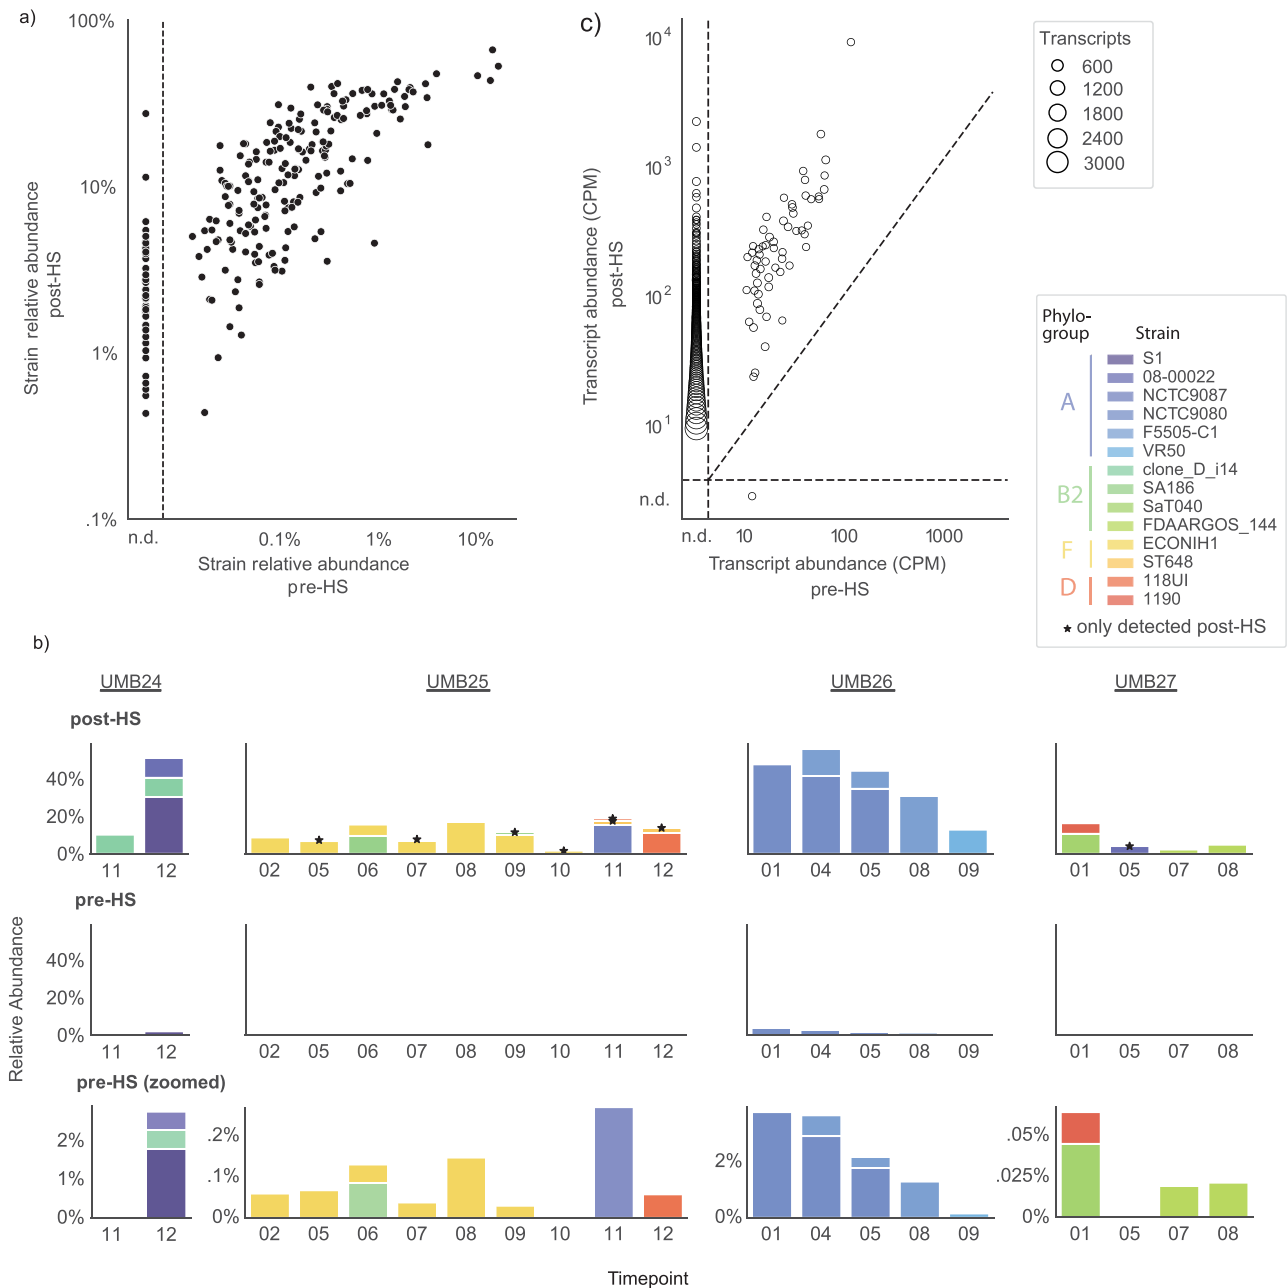 a)
100%
10%
1%
.1%
Strain relative abundance
post-HS
n.d.
0.1%
1%
10%
Strain relative abundance
pre-HS
c)
10^4
10^3
10^2
10^1
n.d.
Transcript abundance (CPM)
post-HS
n.d.
10
100
1000
Transcript abundance (CPM)
pre-HS
Transcripts
600
1200
1800
2400
3000
Phylo-
group
Strain
A
S1
08-00022
NCTC9087
NCTC9080
F5505-C1
VR50
B2
clone_D_i14
SA186
SaT040
FDAARGOS_144
F
ECONIH1
ST648
D
118UI
1190
★ only detected post-HS
b)
UMB24 UMB25 UMB26 UMB27
post-HS
40%
20%
0%
11 12 02 05 06 07 08 09 10 11 12 01 04 05 08 09 01 05 07 08
pre-HS
40%
20%
0%
11 12 02 05 06 07 08 09 10 11 12 01 04 05 08 09 01 05 07 08
Relative Abundance
pre-HS (zoomed)
2%
1%
0%
.2%
.1%
0%
2%
0%
.05%
.025%
0%
11 12 02 05 06 07 08 09 10 11 12 01 04 05 08 09 01 05 07 08
Timepoint